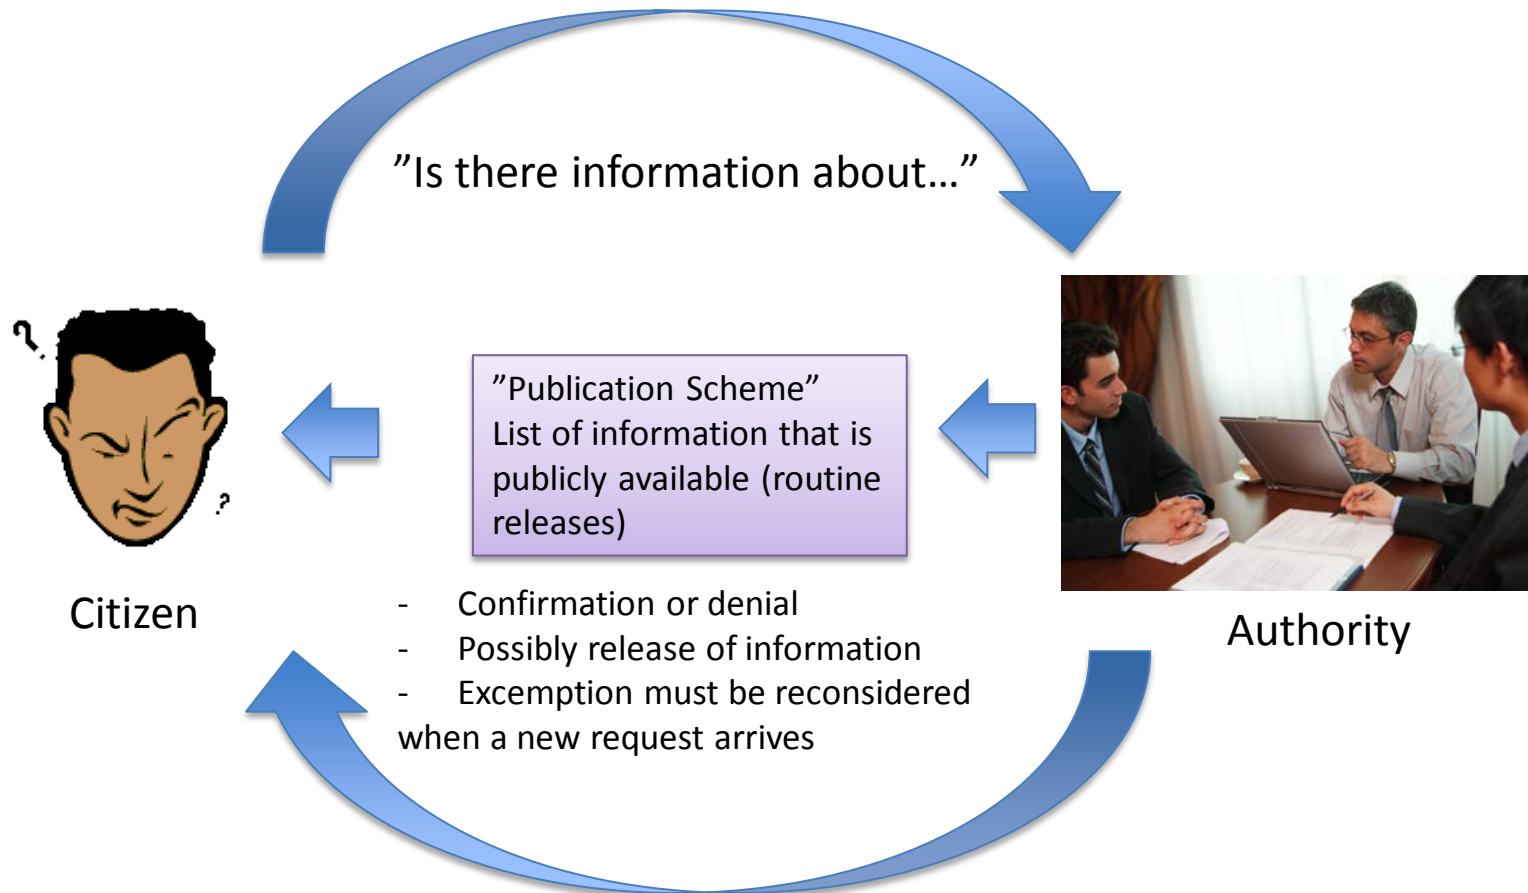 ”Is there information about…”
?
”Publication Scheme”
List of information that is
publicly available (routine
releases)
?
Citizen
-    Confirmation or denial
-    Possibly release of information
-    Excemption must be reconsidered
when a new request arrives
Authority